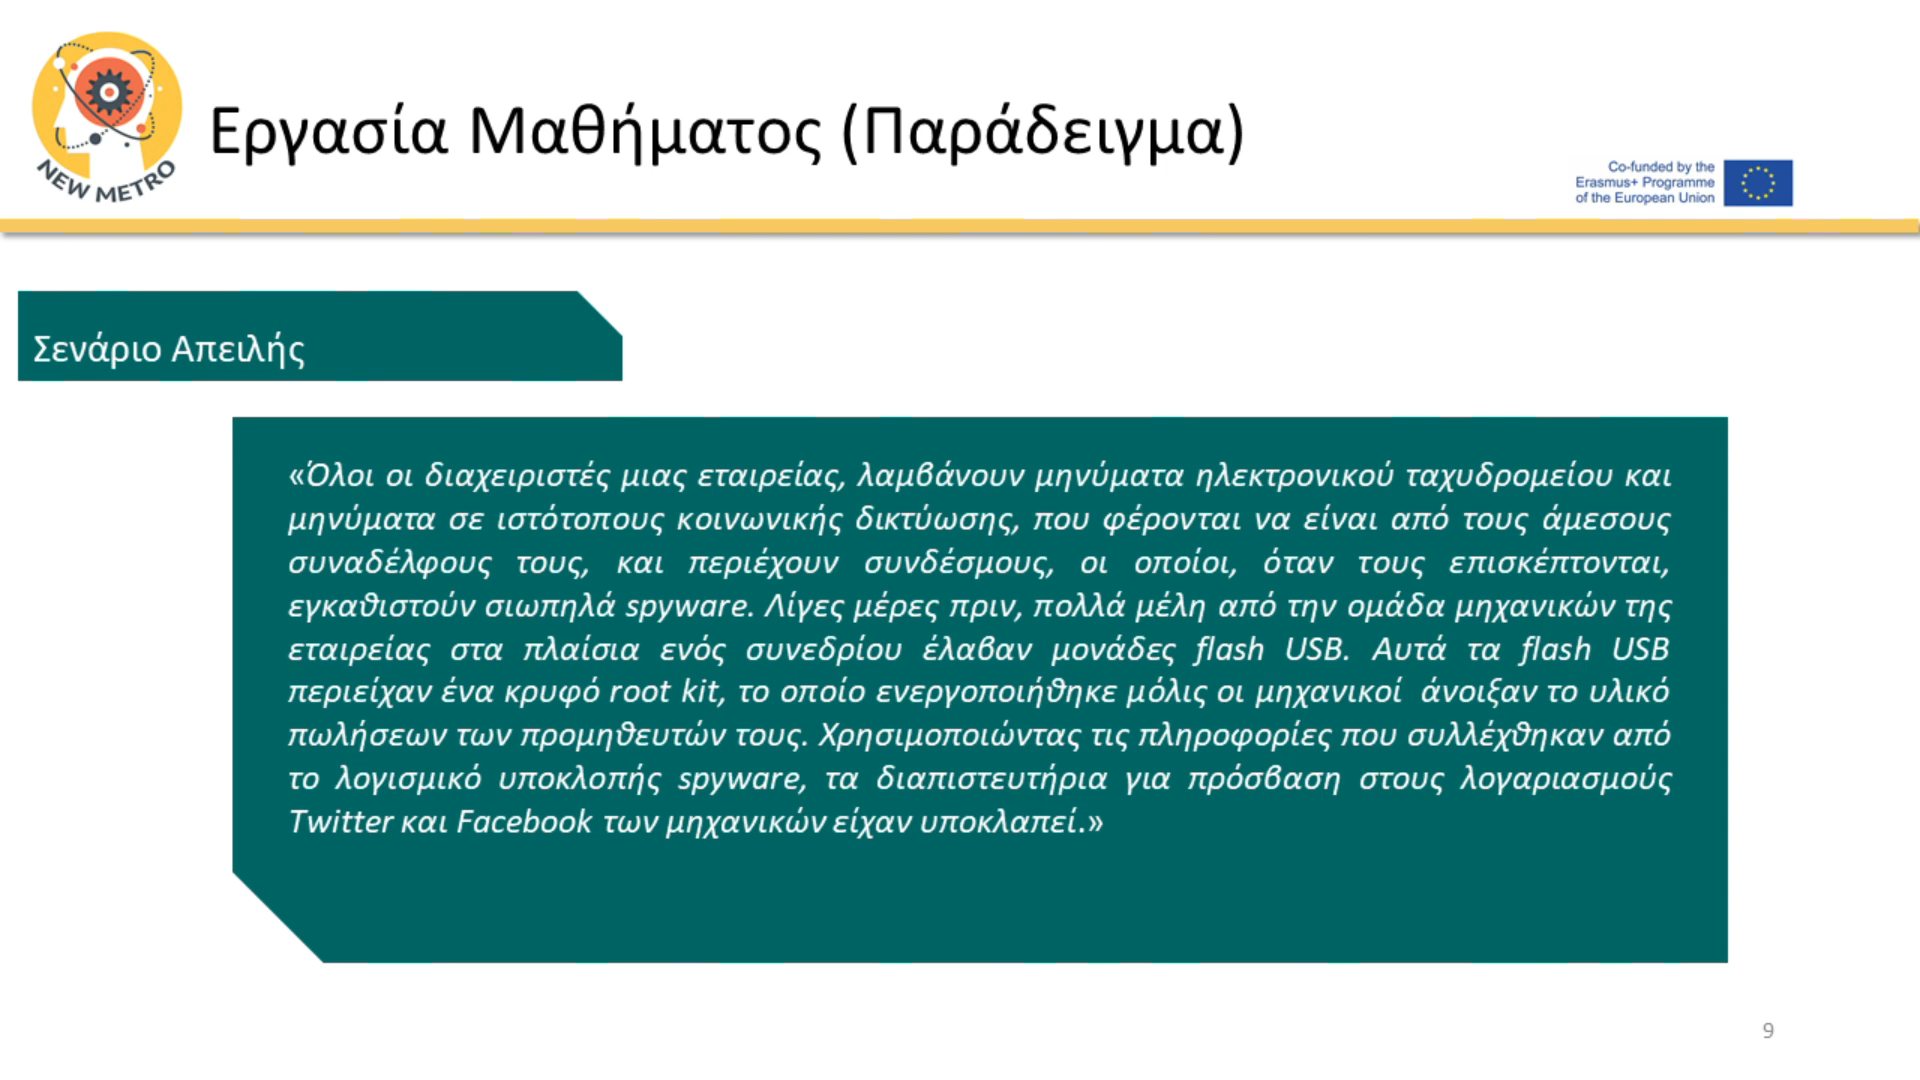 NEW METRO
Εργασία Μαθήματος (Παράδειγμα)
Co-funded by the
Erasmus+ Programme
of the European Union
Σενάριο Απειλής
«Όλοι οι διαχειριστές μιας εταιρείας, λαμβάνουν μηνύματα ηλεκτρονικού ταχυδρομείου και
μηνύματα σε ιστότοπους κοινωνικής δικτύωσης, που φέρονται να είναι από τους άμεσους
συναδέλφους τους, και περιέχουν συνδέσμους, οι οποίοι, όταν τους επισκέπτονται,
εγκαθιστούν σιωπηλά spyware. Λίγες μέρες πριν, πολλά μέλη από την ομάδα μηχανικών της
εταιρείας στα πλαίσια ενός συνεδρίου έλαβαν μονάδες flash USB. Αυτά τα flash USB
περιείχαν ένα κρυφό root kit, το οποίο ενεργοποιήθηκε μόλις οι μηχανικοί άνοιξαν το υλικό
πωλήσεων των προμηθευτών τους. Χρησιμοποιώντας τις πληροφορίες που συλλέχθηκαν από
το λογισμικό υποκλοπής spyware, τα διαπιστευτήρια για πρόσβαση στους λογαριασμούς
Twitter και Facebook των μηχανικών είχαν υποκλαπεί.»
9